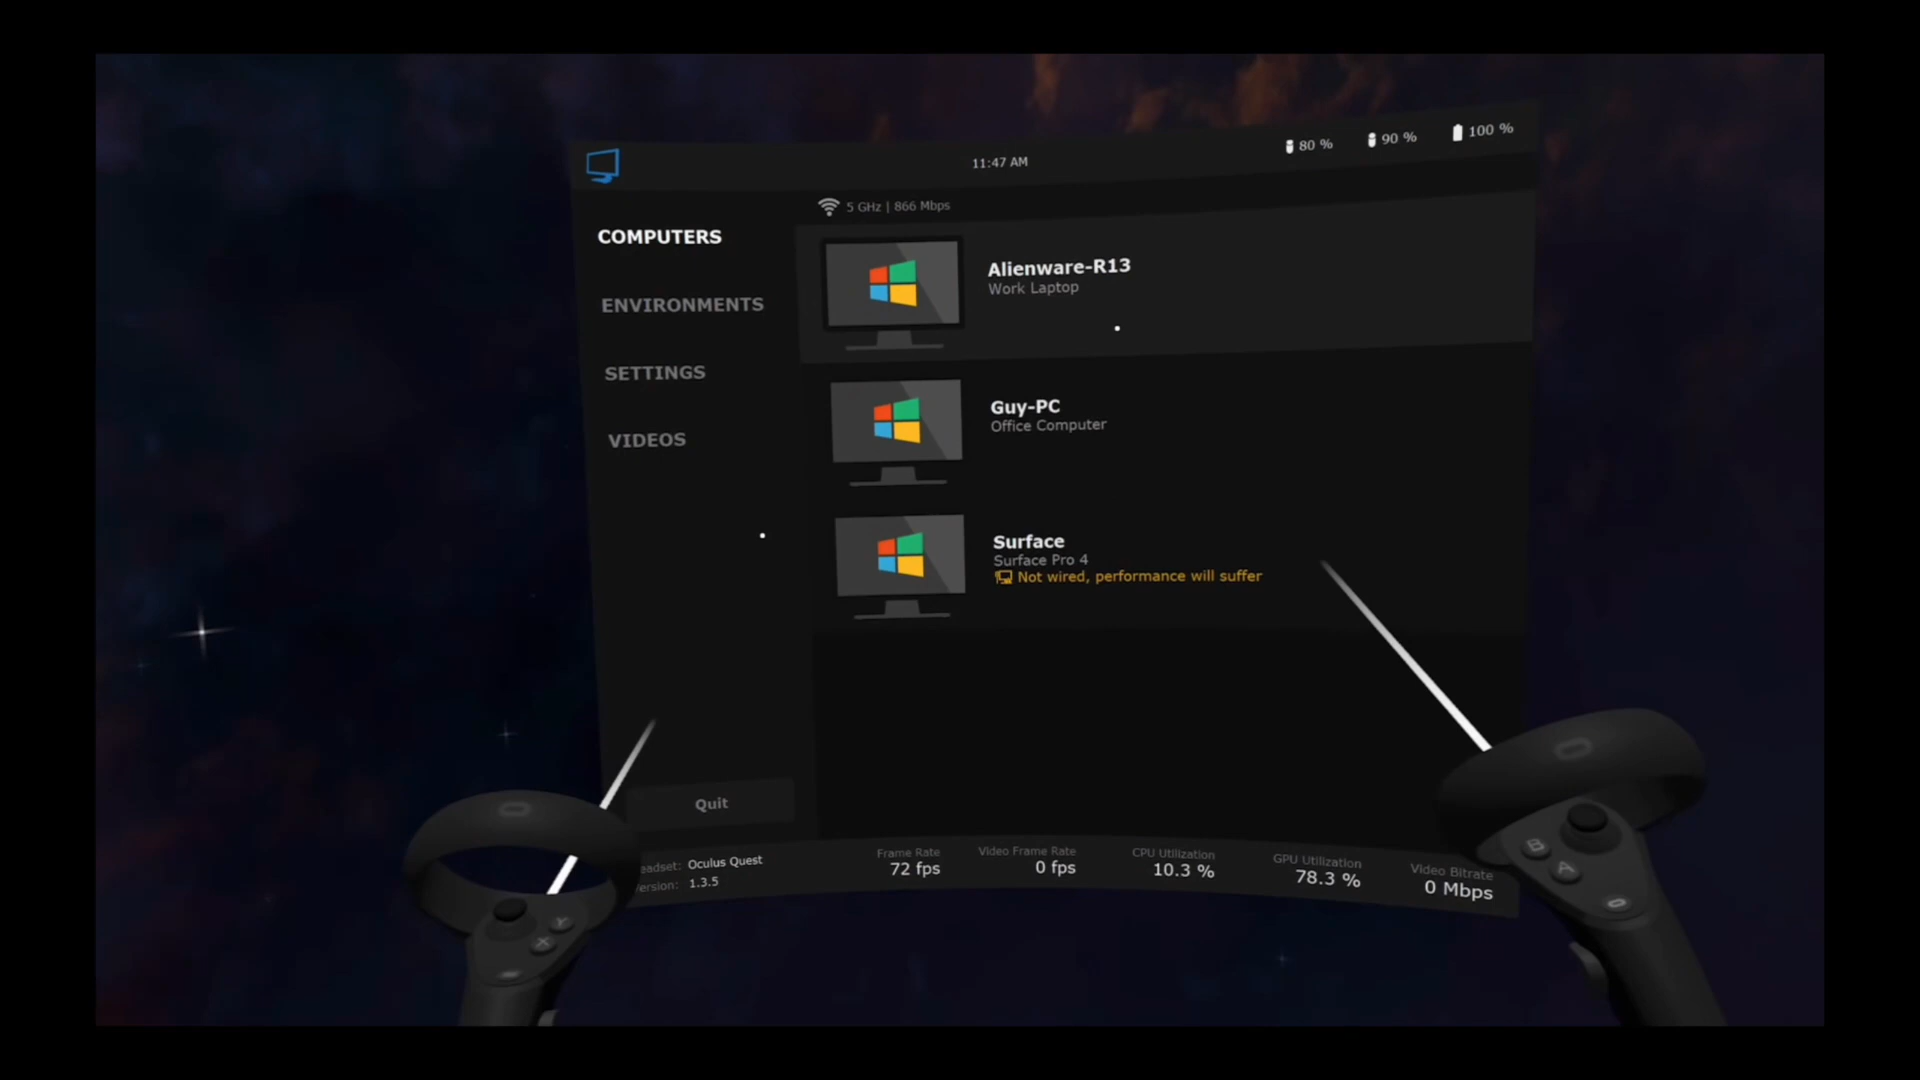 11:47 AM
80 %
90 %
100 %
5 GHz | 866 Mbps
COMPUTERS
ENVIRONMENTS
SETTINGS
VIDEOS
Alienware-R13
Work Laptop
Guy-PC
Office Computer
Surface
Surface Pro 4
Not wired, performance will suffer
Quit
eadset: Oculus Quest
ersion: 1.3.5
Frame Rate
72 fps
Video Frame Rate
0 fps
CPU Utilization
10.3 %
GPU Utilization
78.3 %
Video Bitrate
0 Mbps
Y
X
B
A